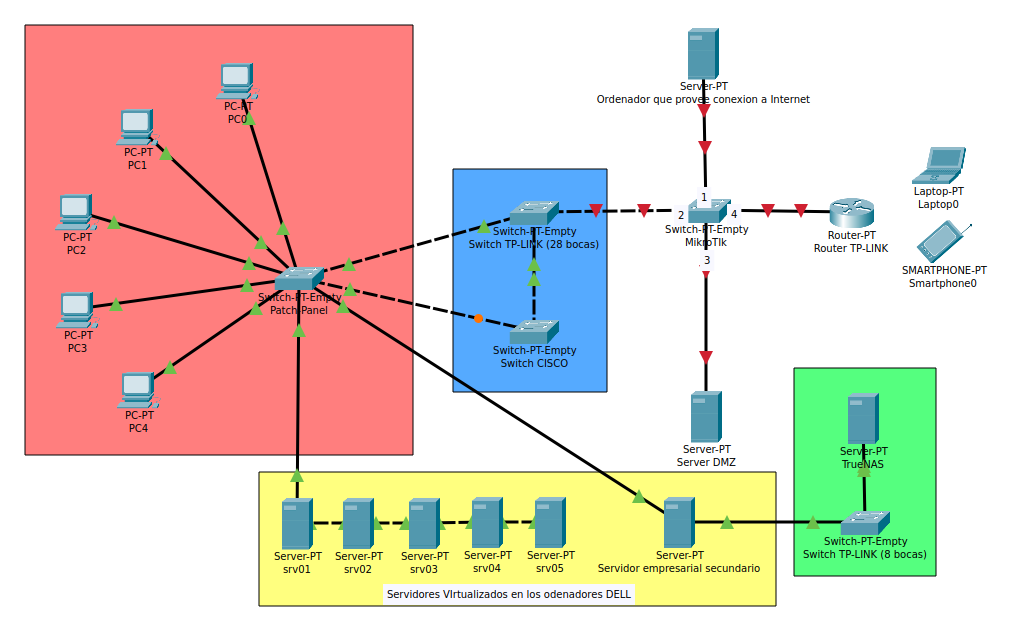 Server-PT
Ordenador que provee conexion a Internet
PC-PT
PC0
PC-PT
PC1
Laptop-PT
Laptop0
1
2
4
Switch-PT-Empty
MikroTIk
3
Router-PT
Router TP-LINK
PC-PT
PC2
Switch-PT-Empty
Switch TP-LINK (28 bocas)
SMARTPHONE-PT
Smartphone0
Switch-PT-Empty
Patch Panel
PC-PT
PC3
Switch-PT-Empty
Switch CISCO
PC-PT
PC4
Server-PT
Server DMZ
Server-PT
TrueNAS
Server-PT
srv01
Server-PT
srv02
Server-PT
srv03
Server-PT
srv04
Server-PT
srv05
Server-PT
Servidor empresarial secundario
Switch-PT-Empty
Switch TP-LINK (8 bocas)
Servidores VIrtualizados en los odenadores DELL